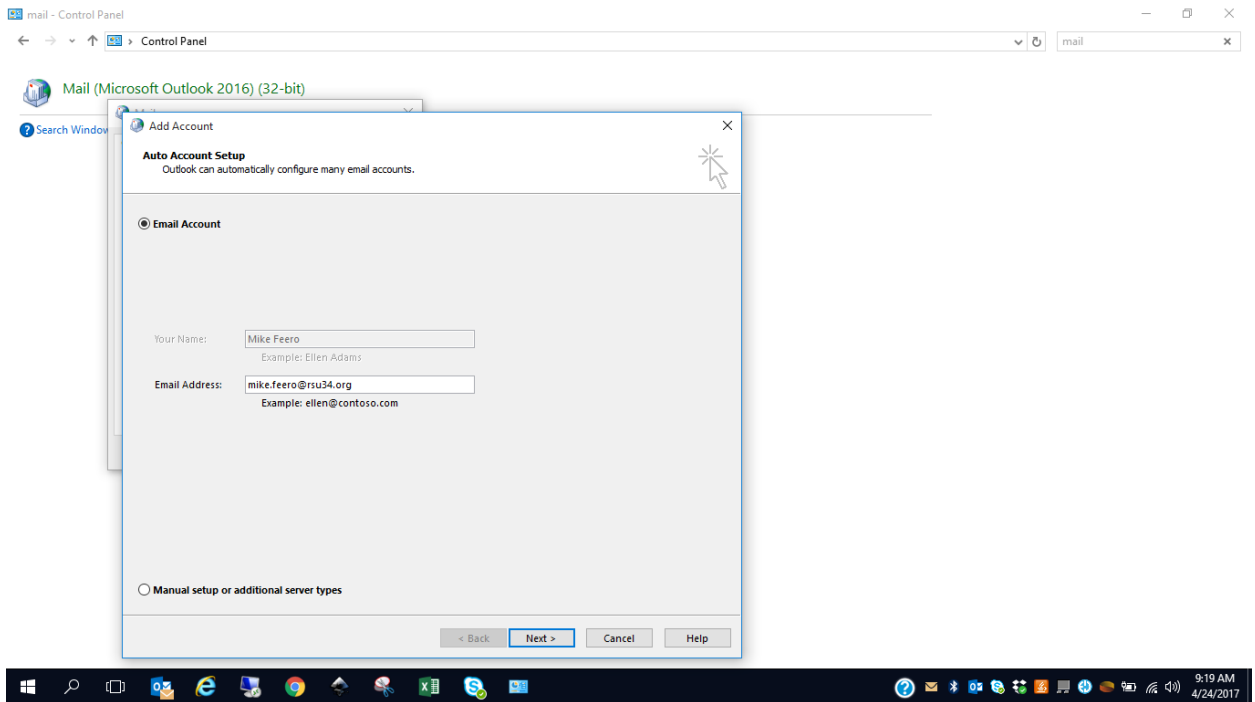 mail - Control Panel
Control Panel
mail
Mail (Microsoft Outlook 2016) (32-bit)
Search Window
Add Account
Auto Account Setup
Outlook can automatically configure many email accounts.
Email Account
Your Name:
Mike Feero
Example: Ellen Adams
Email Address:
mike.feero@rsu34.org
Example: ellen@contoso.com
Manual setup or additional server types
< Back
Next >
Cancel
Help
9:19 AM
4/24/2017